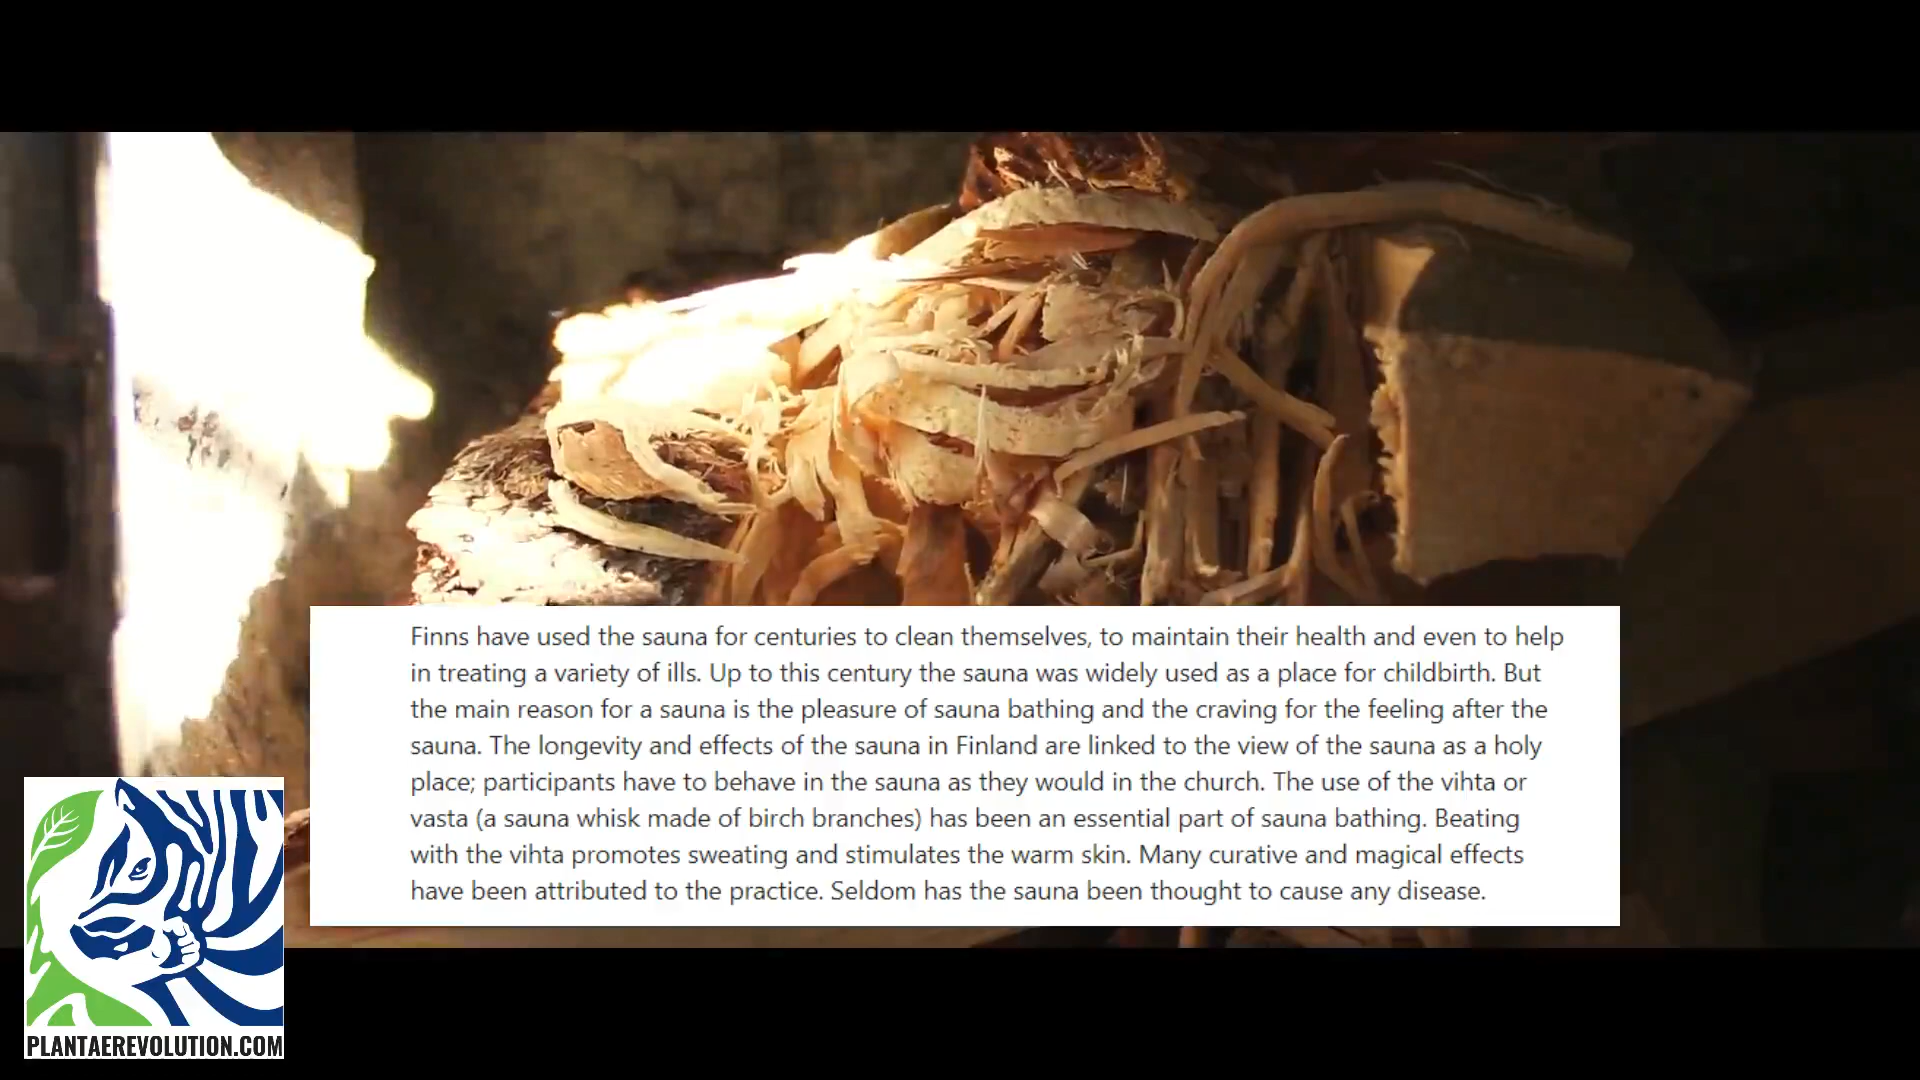 Finns have used the sauna for centuries to clean themselves, to maintain their health and even to help
in treating a variety of ills. Up to this century the sauna was widely used as a place for childbirth. But
the main reason for a sauna is the pleasure of sauna bathing and the craving for the feeling after the
sauna. The longevity and effects of the sauna in Finland are linked to the view of the sauna as a holy
place; participants have to behave in the sauna as they would in the church. The use of the vihta or
vasta (a sauna whisk made of birch branches) has been an essential part of sauna bathing. Beating
with the vihta promotes sweating and stimulates the warm skin. Many curative and magical effects
have been attributed to the practice. Seldom has the sauna been thought to cause any disease.
PLANTAEREVOLUTION.COM